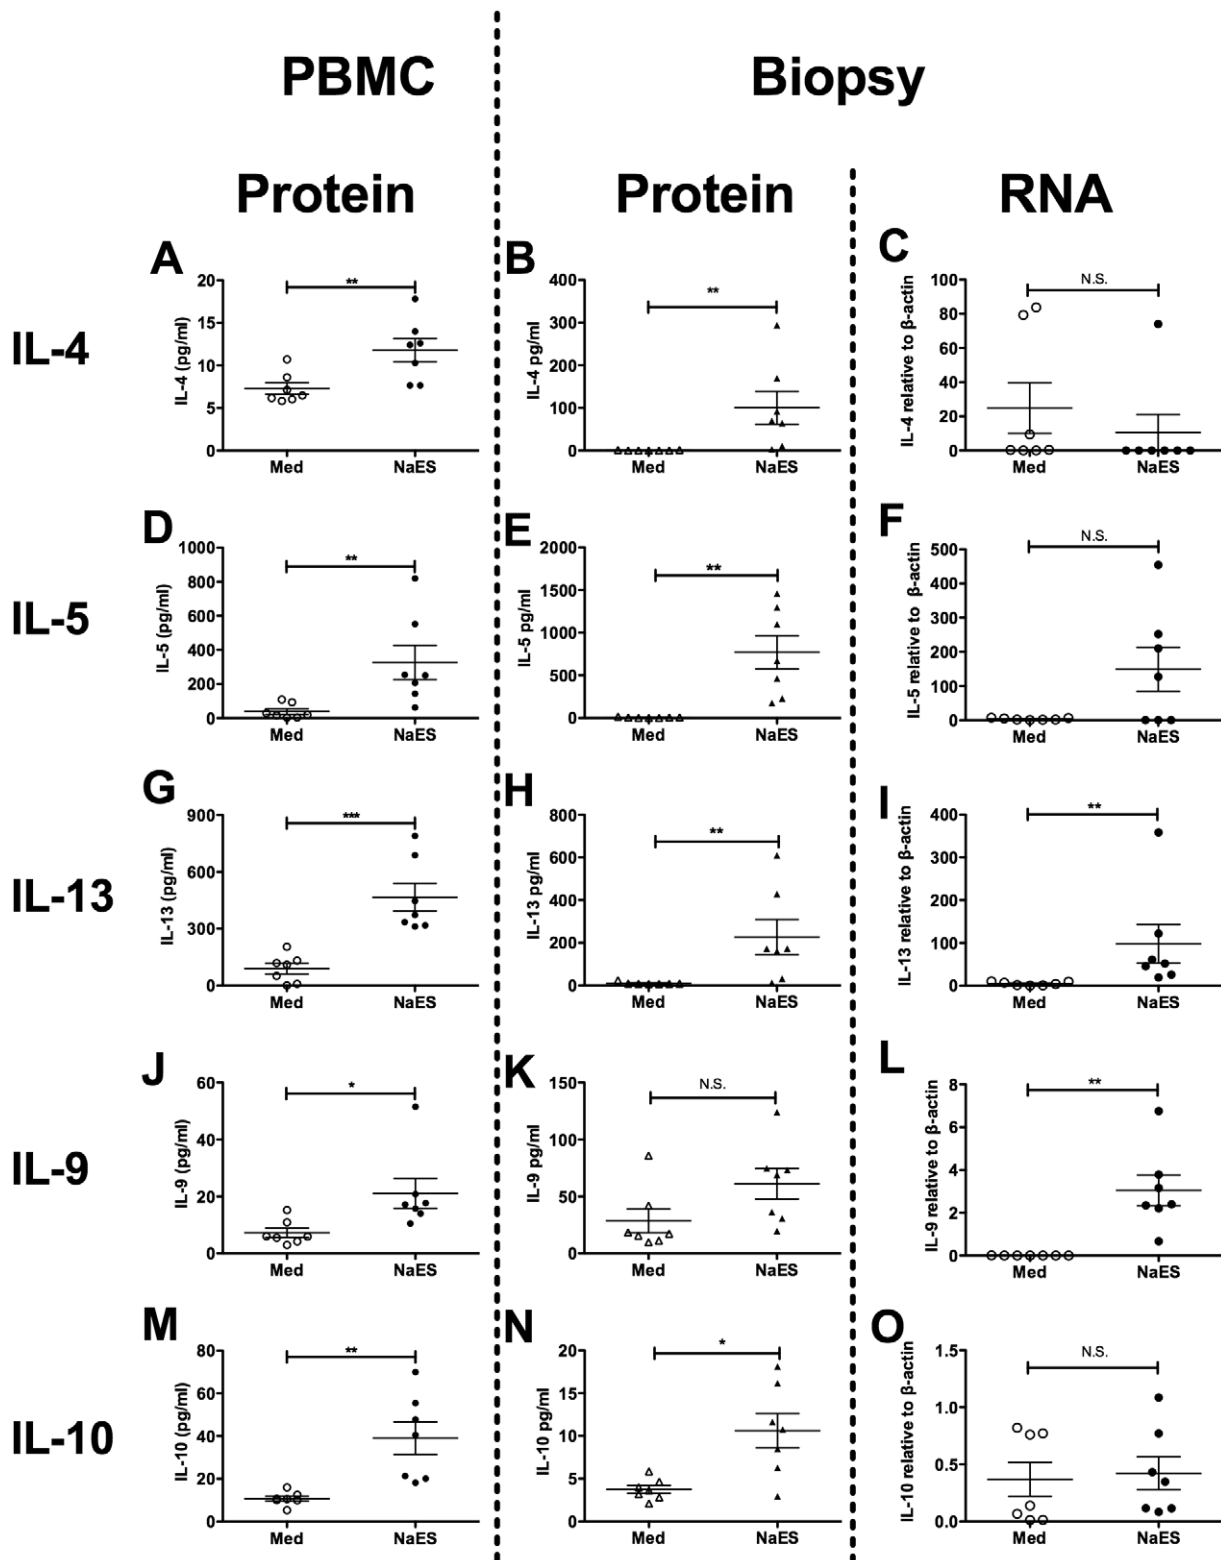 PBMC Biopsy
Protein Protein RNA
IL-4
A
IL-4 (pg/ml)
20
15
10
5
0
**
Med NaES
B
IL-4 pg/ml
400
300
200
100
0
**
Med NaES
C
IL-4 relative to β-actin
100
80
60
40
20
0
N.S.
Med NaES
IL-5
D
IL-5 (pg/ml)
1000
800
600
400
200
0
**
Med NaES
E
IL-5 pg/ml
2000
1500
1000
500
0
**
Med NaES
F
IL-5 relative to β-actin
500
400
300
200
100
0
N.S.
Med NaES
IL-13
G
IL-13 (pg/ml)
900
600
300
0
***
Med NaES
H
IL-13 pg/ml
800
600
400
200
0
**
Med NaES
I
IL-13 relative to β-actin
400
300
200
100
0
**
Med NaES
IL-9
J
IL-9 (pg/ml)
60
40
20
0
*
Med NaES
K
IL-9 pg/ml
150
100
50
0
N.S.
Med NaES
L
IL-9 relative to β-actin
8
6
4
2
0
**
Med NaES
IL-10
M
IL-10 (pg/ml)
80
60
40
20
0
**
Med NaES
N
IL-10 pg/ml
20
15
10
5
0
*
Med NaES
O
IL-10 relative to β-actin
1.5
1.0
0.5
0.0
N.S.
Med NaES